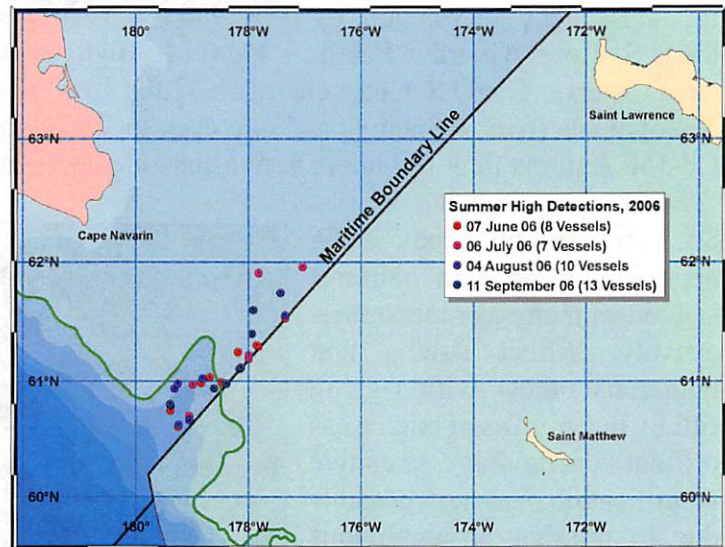 180°
178°W
176°W
174°W
172°W
63°N
63°N
Saint Lawrence
Maritime Boundary Line
Cape Navarin
Summer High Detections, 2006
07 June 06 (8 Vessels)
06 July 06 (7 Vessels)
04 August 06 (10 Vessels
11 September 06 (13 Vessels)
62°N
62°N
61°N
61°N
Saint Matthew
60°N
60°N
180°
178°W
176°W
174°W
172°W